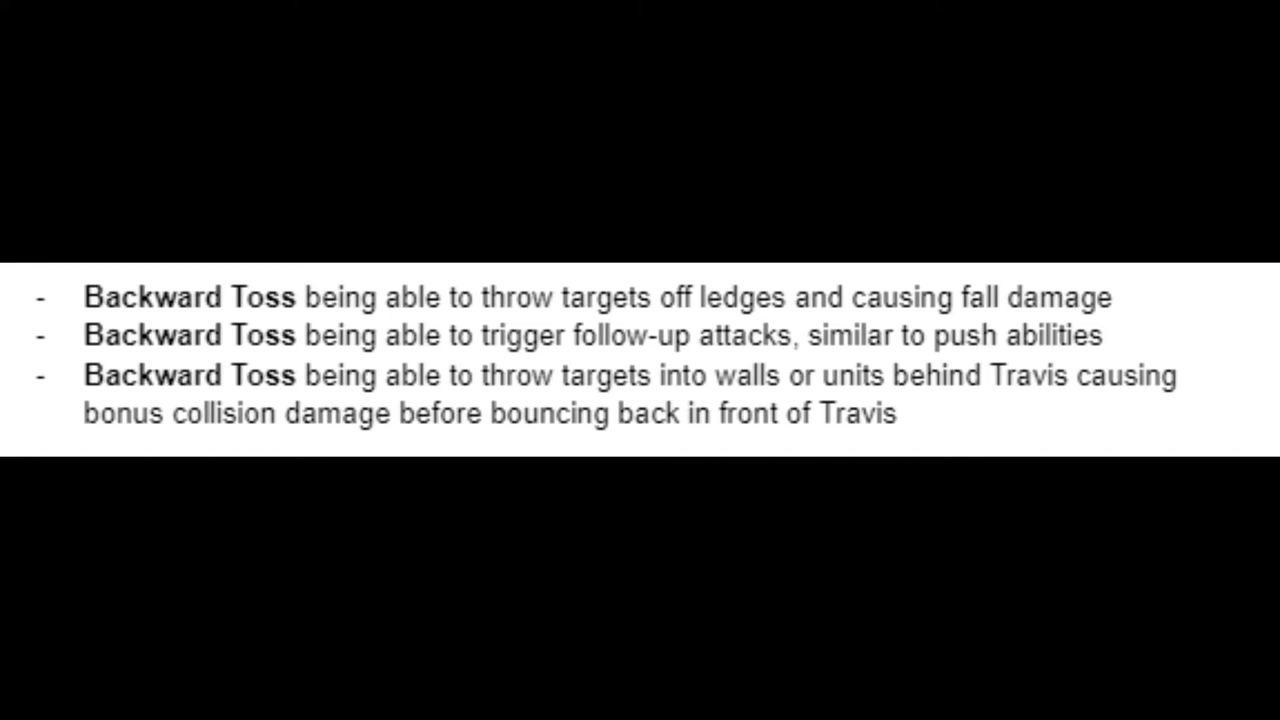 - Backward Toss being able to throw targets off ledges and causing fall damage
- Backward Toss being able to trigger follow-up attacks, similar to push abilities
- Backward Toss being able to throw targets into walls or units behind Travis causing
bonus collision damage before bouncing back in front of Travis